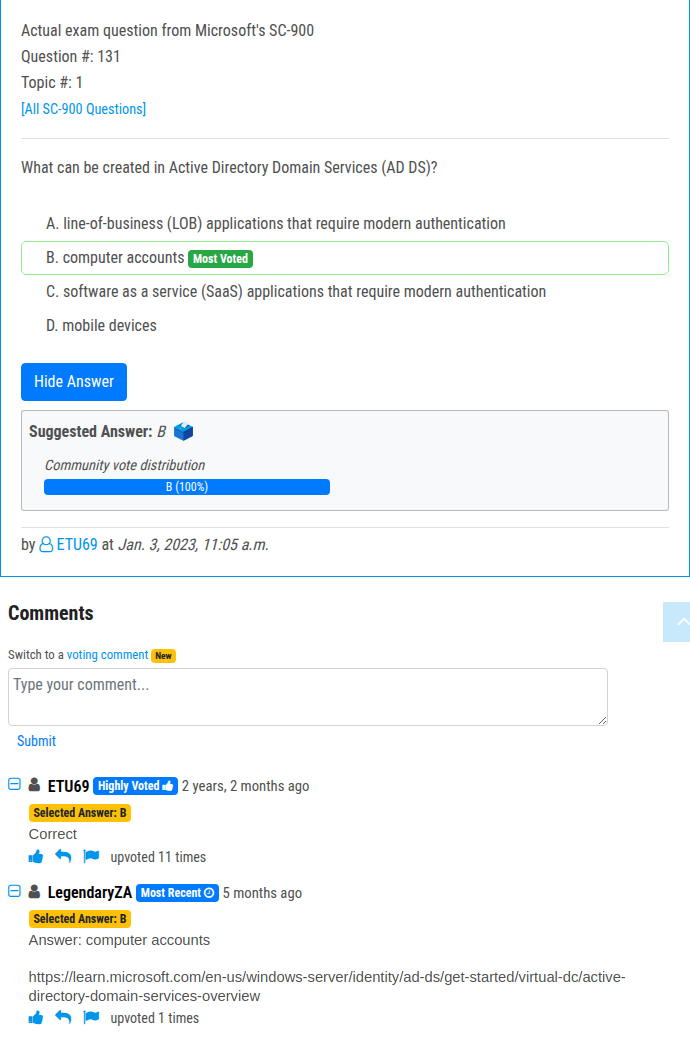 Actual exam question from Microsoft's SC-900
Question #: 131
Topic #: 1
[All SC-900 Questions]
What can be created in Active Directory Domain Services (AD DS)?
A. line-of-business (LOB) applications that require modern authentication
B. computer accounts Most Voted
C. software as a service (SaaS) applications that require modern authentication
D. mobile devices
Hide Answer
Suggested Answer: B
Community vote distribution
B (100%)
by ETU69 at Jan. 3, 2023, 11:05 a.m.
Comments
Switch to a voting comment New
Type your comment...
Submit
ETU69 Highly Voted 2 years, 2 months ago
Selected Answer: B
Correct
upvoted 11 times
LegendaryZA Most Recent 5 months ago
Selected Answer: B
Answer: computer accounts
https://learn.microsoft.com/en-us/windows-server/identity/ad-ds/get-started/virtual-dc/active-
directory-domain-services-overview
upvoted 1 times